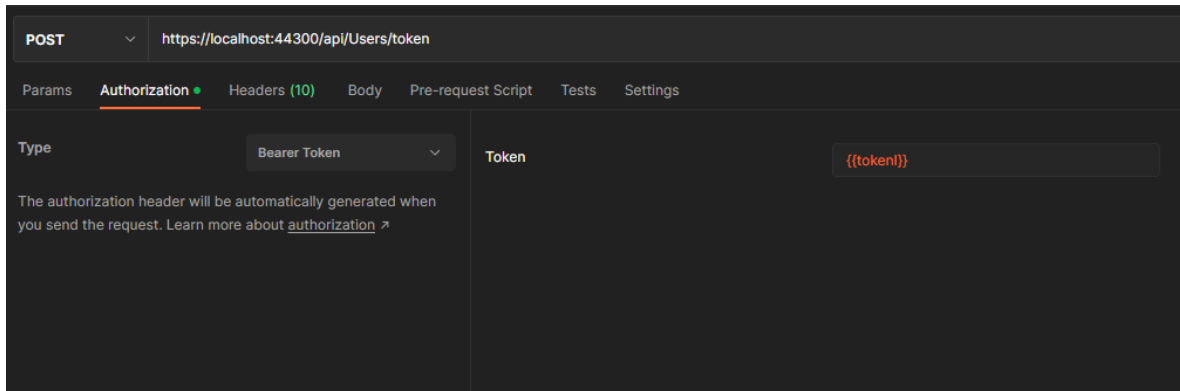 POST https://localhost:44300/api/Users/token
Params Authorization Headers (10) Body Pre-request Script Tests Settings
Type Bearer Token Token {{tokenl}}
The authorization header will be automatically generated when
you send the request. Learn more about authorization ↗